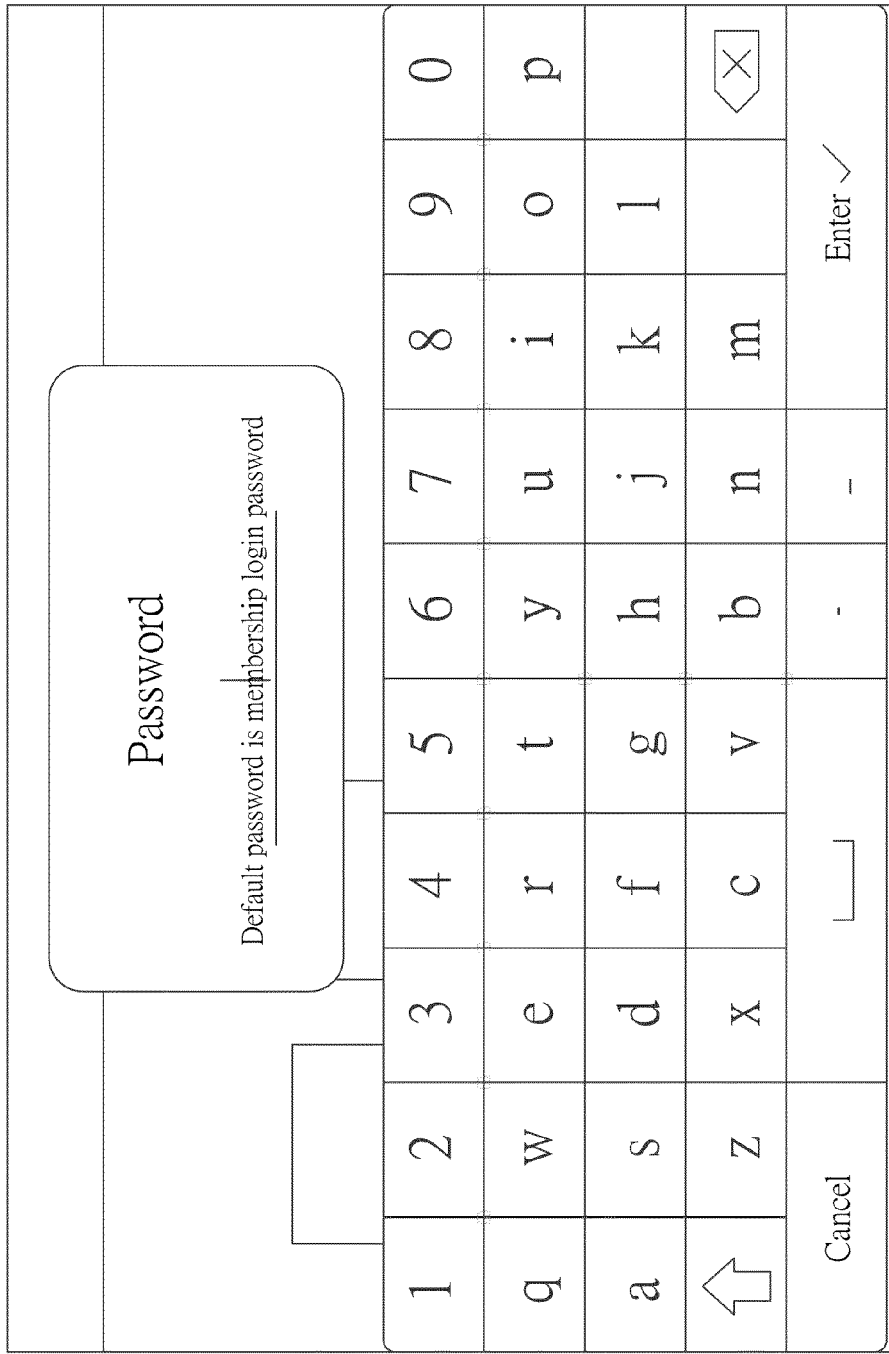 Password
Default password is membership login password
1 2 3 4 5 6 7 8 9 0
q w e r t y u i o p
a s d f g h j k l
z x c v b n m
Cancel - _ Enter